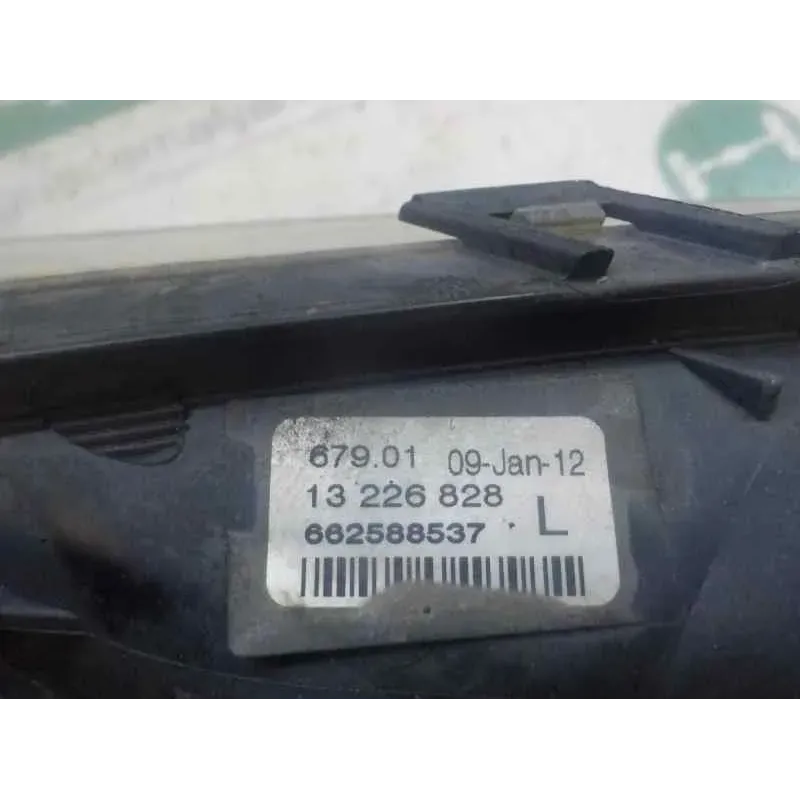 679.01 09-Jan-12
13 226 828
662588537 . L